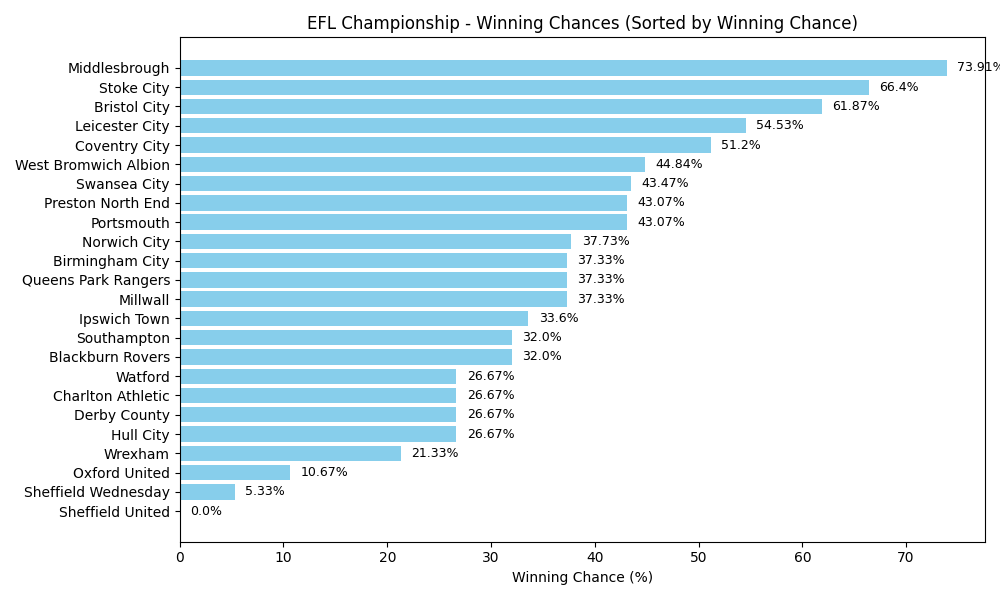 EFL Championship - Winning Chances (Sorted by Winning Chance)
Middlesbrough 73.91%
Stoke City 66.4%
Bristol City 61.87%
Leicester City 54.53%
Coventry City 51.2%
West Bromwich Albion 44.84%
Swansea City 43.47%
Preston North End 43.07%
Portsmouth 43.07%
Norwich City 37.73%
Birmingham City 37.33%
Queens Park Rangers 37.33%
Millwall 37.33%
Ipswich Town 33.6%
Southampton 32.0%
Blackburn Rovers 32.0%
Watford 26.67%
Charlton Athletic 26.67%
Derby County 26.67%
Hull City 26.67%
Wrexham 21.33%
Oxford United 10.67%
Sheffield Wednesday 5.33%
Sheffield United 0.0%
0 10 20 30 40 50 60 70
Winning Chance (%)